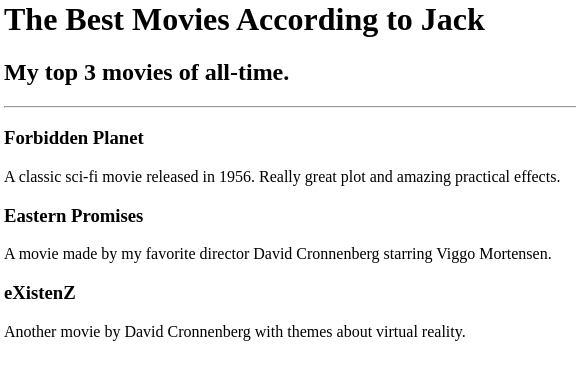 The Best Movies According to Jack
My top 3 movies of all-time.
Forbidden Planet
A classic sci-fi movie released in 1956. Really great plot and amazing practical effects.
Eastern Promises
A movie made by my favorite director David Cronnenberg starring Viggo Mortensen.
eXistenZ
Another movie by David Cronnenberg with themes about virtual reality.